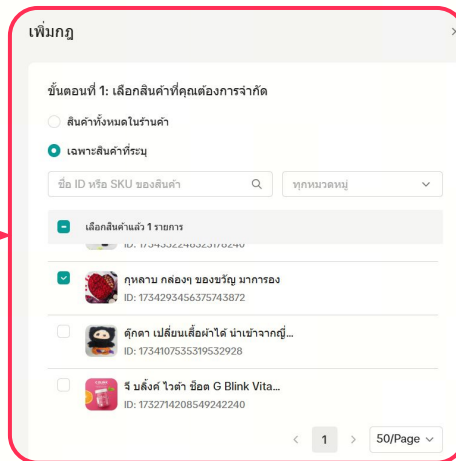 เพิ่มกฎ
ขั้นตอนที่ 1: เลือกสินค้าที่คุณต้องการจำกัด
สินค้าทั้งหมดในร้านค้า
เฉพาะสินค้าที่ระบุ
ชื่อ ID หรือ SKU ของสินค้า
ทุกหมวดหมู่
เลือกสินค้าแล้ว 1 รายการ
กุหลาบ กล่องๆ ของขวัญ มาการอง
ID: 1734293456375743872
ตุ๊กตา เปลี่ยนเสื้อผ้าได้ นำเข้าจากญี่...
ID: 1734107535319532928
จี บลิ้งค์ ไวต้า ช็อต G Blink Vita...
ID: 1732714208549242240
1
50/Page